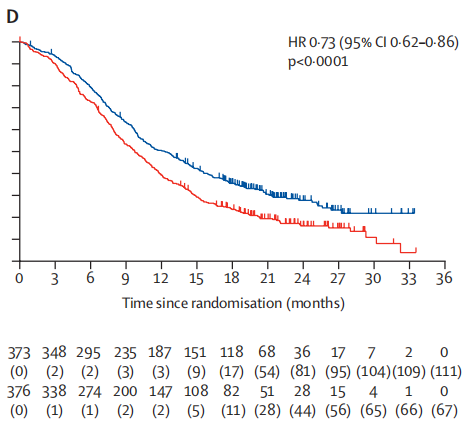 D
HR 0·73 (95% CI 0·62–0·86)
p<0·0001
0 3 6 9 12 15 18 21 24 27 30 33 36
Time since randomisation (months)
373 348 295 235 187 151 118 68 36 17 7 2 0
(0) (2) (2) (3) (3) (9) (17) (54) (81) (95) (104) (109) (111)
376 338 274 200 147 108 82 51 28 15 4 1 0
(0) (1) (1) (2) (2) (5) (11) (28) (44) (56) (65) (66) (67)